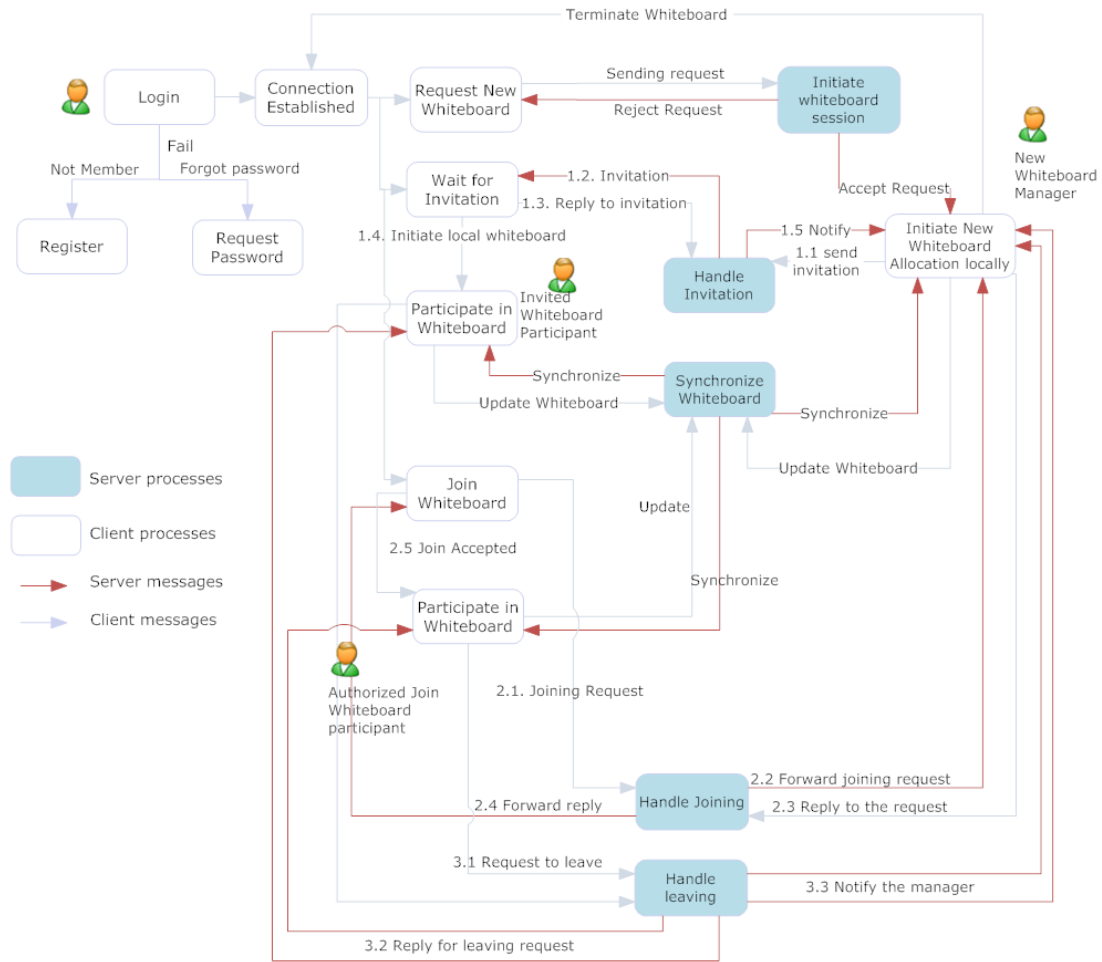 Terminate Whiteboard
Login
Connection
Established
Request New
Whiteboard
Sending request
Reject Request
Initiate
whiteboard
session
Fail
Not Member
Forgot password
Register
Request
Password
Wait for
Invitation
1.2. Invitation
1.3. Reply to invitation
1.4. Initiate local whiteboard
Accept Request
New
Whiteboard
Manager
1.5 Notify
1.1 send
invitation
Initiate New
Whiteboard
Allocation locally
Handle
Invitation
Participate in
Whiteboard
Invited
Whiteboard
Participant
Synchronize
Update Whiteboard
Synchronize
Whiteboard
Synchronize
Update Whiteboard
Server processes
Client processes
Server messages
Client messages
Join
Whiteboard
2.5 Join Accepted
Update
Synchronize
Participate in
Whiteboard
Authorized Join
Whiteboard
participant
2.1. Joining Request
Handle Joining
2.2 Forward joining request
2.3 Reply to the request
2.4 Forward reply
3.1 Request to leave
Handle
leaving
3.3 Notify the manager
3.2 Reply for leaving request